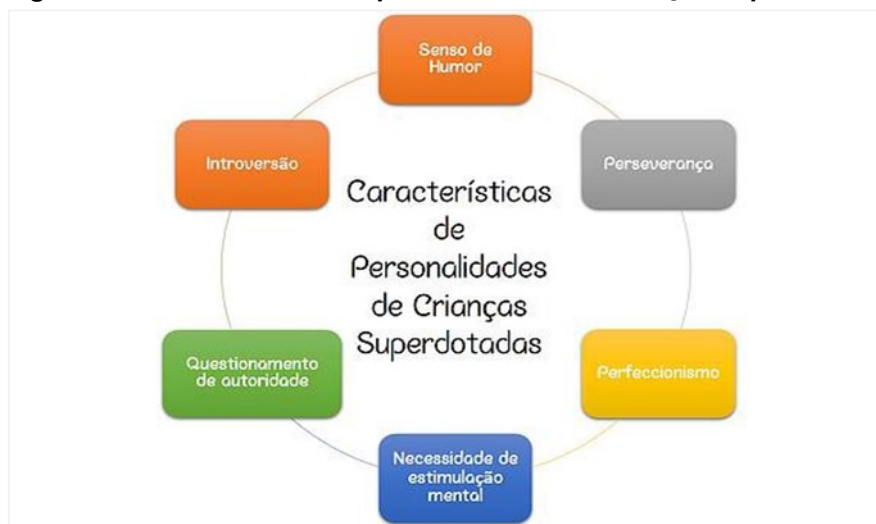 Senso de
Humor
Introversão
Perseverança
Características
de
Personalidades
de Crianças
Superdotadas
Questionamento
de autoridade
Perfeccionismo
Necessidade de
estimulação
mental